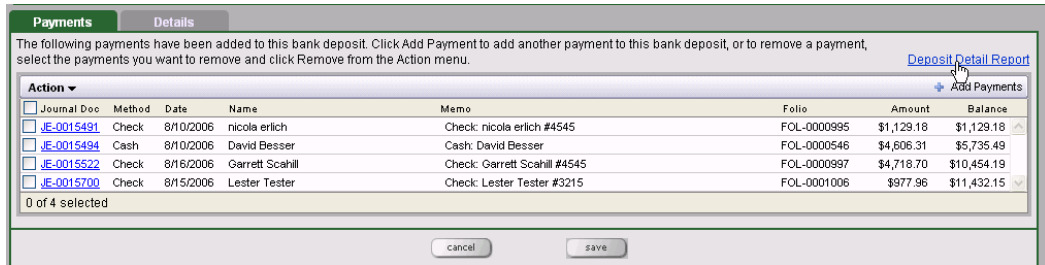 Payments Details
The following payments have been added to this bank deposit. Click Add Payment to add another payment to this bank deposit, or to remove a payment,
select the payments you want to remove and click Remove from the Action menu. Deposit Detail Report
Action Add Payments
Journal Doc Method Date Name Memo Folio Amount Balance
JE-0015491 Check 8/10/2006 nicola erlich Check: nicola erlich #4545 FOL-0000995 $1,129.18 $1,129.18
JE-0015494 Cash 8/10/2006 David Besser Cash: David Besser FOL-0000546 $4,606.31 $5,735.49
JE-0015522 Check 8/16/2006 Garrett Scahill Check: Garrett Scahill #4545 FOL-0000997 $4,718.70 $10,454.19
JE-0015700 Check 8/15/2006 Lester Tester Check: Lester Tester #3215 FOL-0001006 $977.96 $11,432.15
0 of 4 selected
cancel save